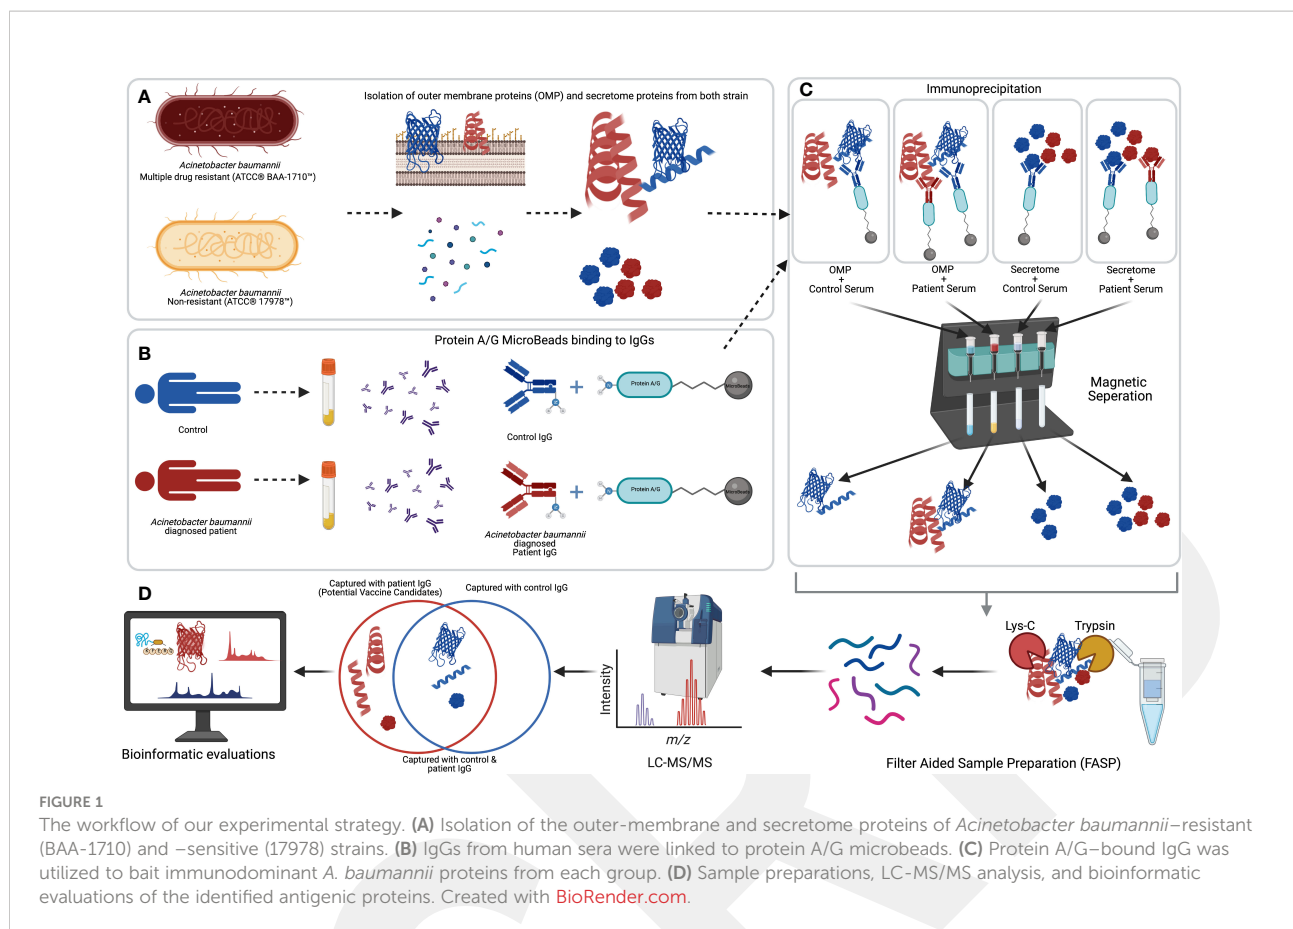 A
Isolation of outer membrane proteins (OMP) and secretome proteins from both strain
Acinetobacter baumannii
Multiple drug resistant (ATCC® BAA-1710™)
Acinetobacter baumannii
Non-resistant (ATCC® 17978™)
B
Protein A/G MicroBeads binding to IgGs
Control
Control IgG
+
Protein A/G
MicroBeads
Acinetobacter baumannii
diagnosed patient
Acinetobacter baumannii
diagnosed
Patient IgG
+
Protein A/G
MicroBeads
C
Immunoprecipitation
OMP
+
Control Serum
OMP
+
Patient Serum
Secretome
+
Control Serum
Secretome
+
Patient Serum
Magnetic
Seperation
D
Captured with patient IgG
(Potential Vaccine Candidates)
Captured with control IgG
Captured with control &
patient IgG
Bioinformatic evaluations
Intensity
m/z
LC-MS/MS
Lys-C
Trypsin
Filter Aided Sample Preparation (FASP)
FIGURE 1
The workflow of our experimental strategy. (A) Isolation of the outer-membrane and secretome proteins of Acinetobacter baumannii–resistant
(BAA-1710) and –sensitive (17978) strains. (B) IgGs from human sera were linked to protein A/G microbeads. (C) Protein A/G–bound IgG was
utilized to bait immunodominant A. baumannii proteins from each group. (D) Sample preparations, LC-MS/MS analysis, and bioinformatic
evaluations of the identified antigenic proteins. Created with BioRender.com.